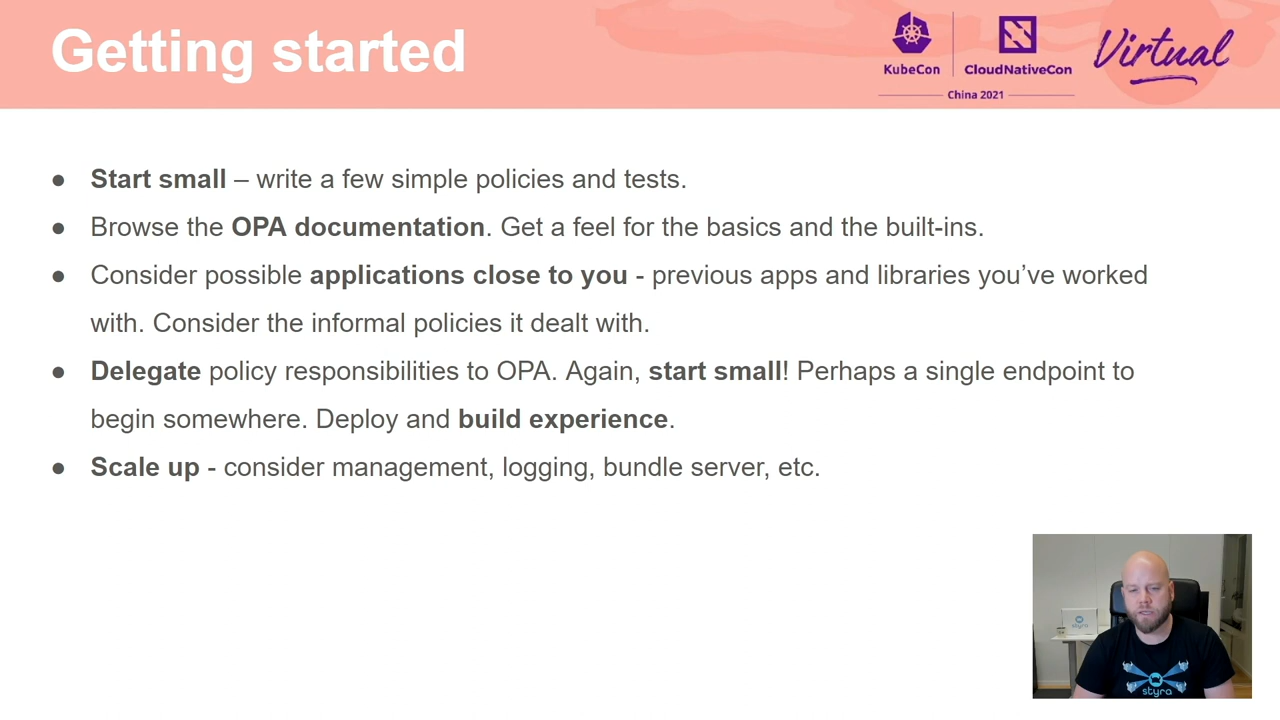 Getting started
KubeCon
CloudNativeCon
China 2021
Virtual
● Start small – write a few simple policies and tests.
● Browse the OPA documentation. Get a feel for the basics and the built-ins.
● Consider possible applications close to you - previous apps and libraries you’ve worked
with. Consider the informal policies it dealt with.
● Delegate policy responsibilities to OPA. Again, start small! Perhaps a single endpoint to
begin somewhere. Deploy and build experience.
● Scale up - consider management, logging, bundle server, etc.
styra
styra